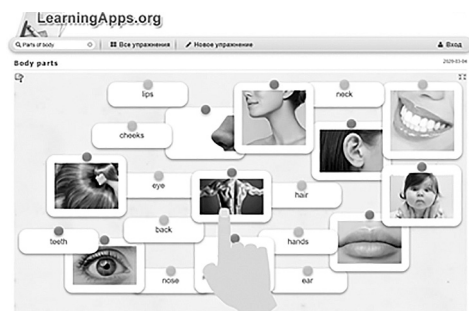 LearningApps.org
Parts of body
Все упражнения
Новое упражнение
Вход
Body parts
lips
neck
cheeks
eye
hair
back
teeth
hands
nose
ear